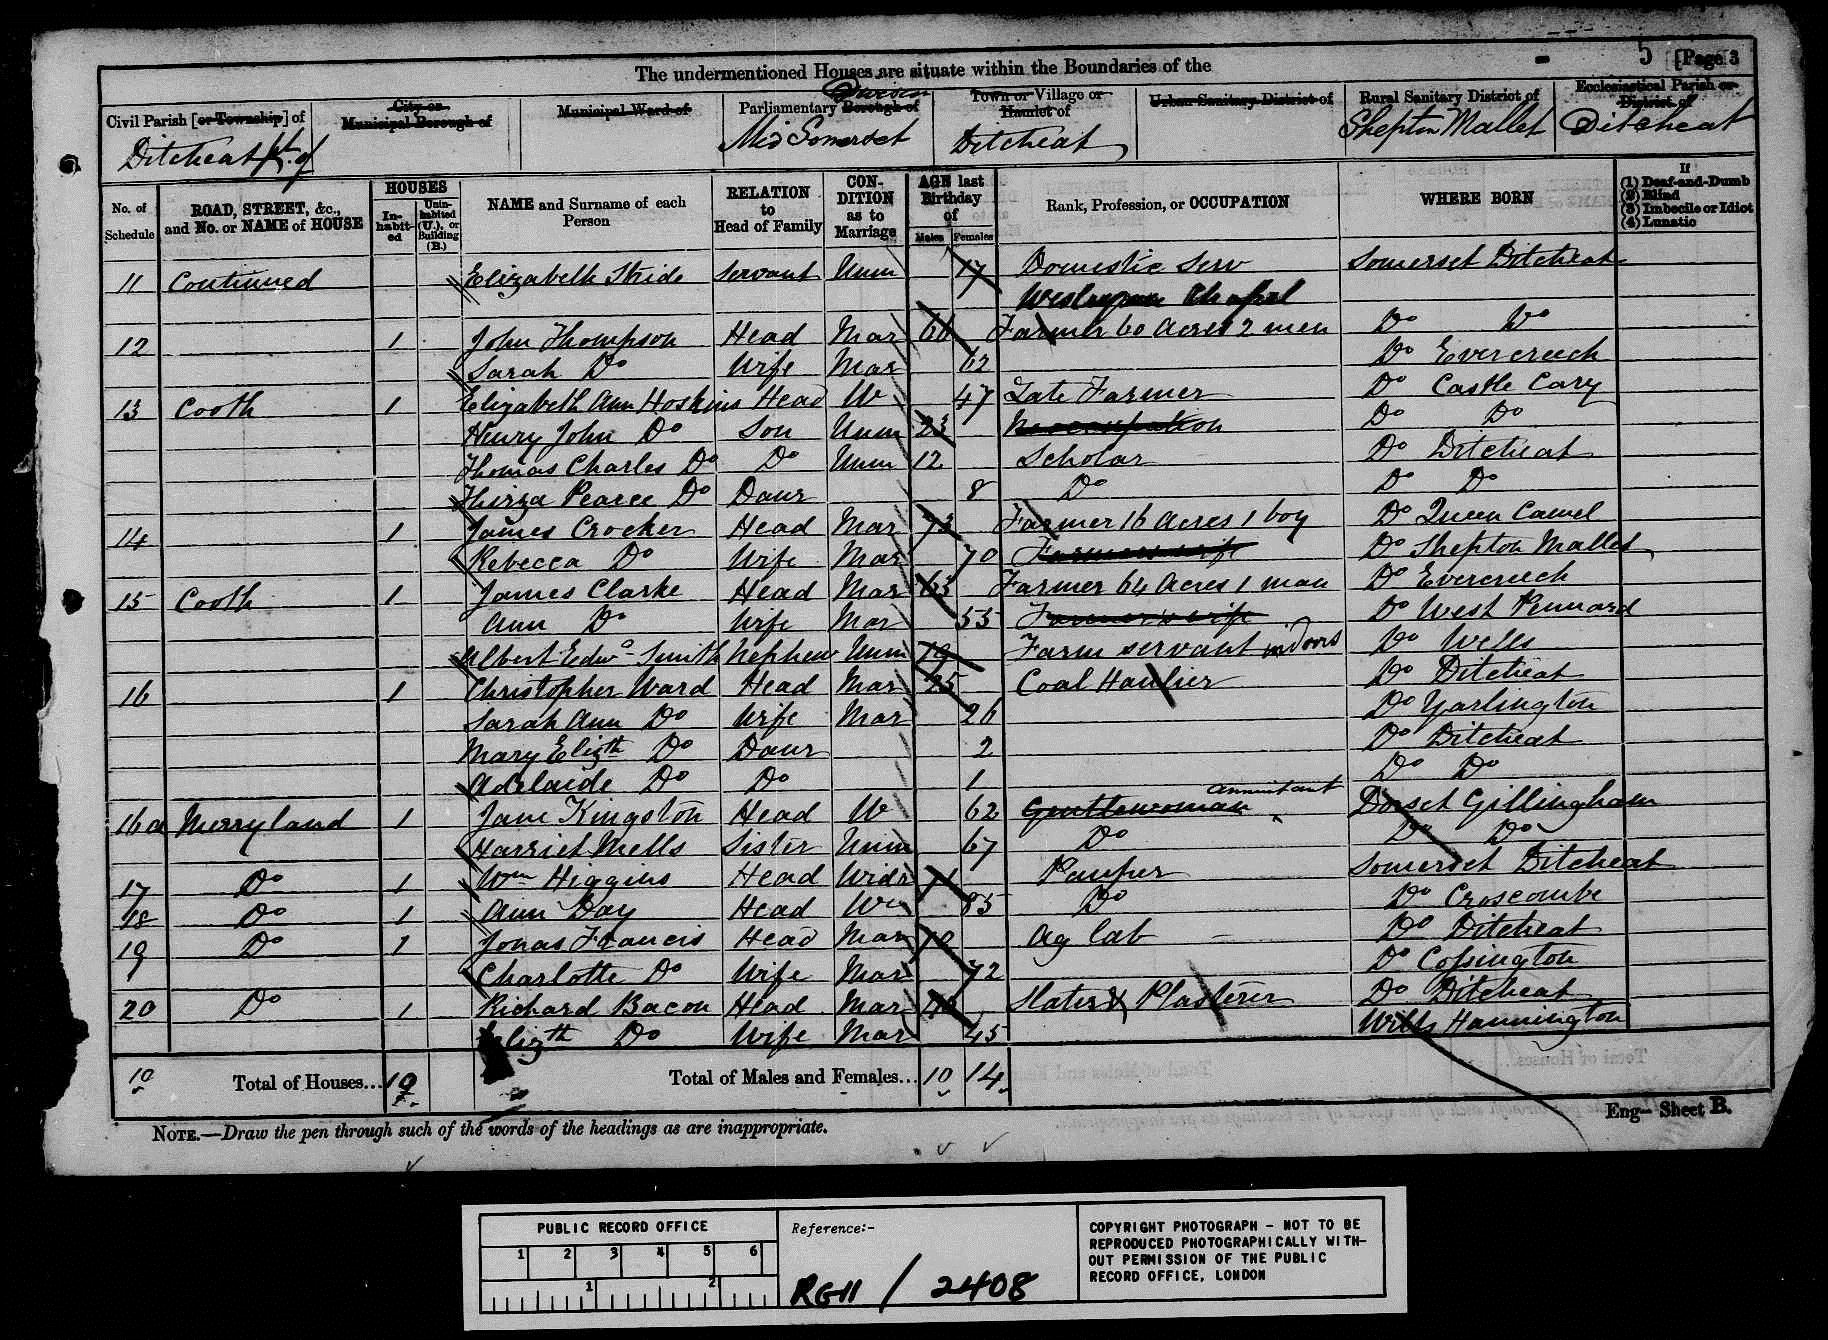 5 [Page 3
The undermentioned Houses are situate within the Boundaries of the
Civil Parish [or Township] of
Ditcheat pt. of
City or Municipal Borough of
Municipal Ward of
Parliamentary Borough of Division
Mid Somerset
Town or Village or Hamlet of
Ditcheat
Urban Sanitary District of
Rural Sanitary District of
Shepton Mallet
Ecclesiastical Parish or District of
Ditcheat
No. of Schedule
ROAD, STREET, &c., and No. or NAME of HOUSE
HOUSES
In-habit-ed
Unin-habited (U.), or Building (B.)
NAME and Surname of each Person
RELATION to Head of Family
CON-DITION as to Marriage
AGE last Birthday of
Males Females
Rank, Profession, or OCCUPATION
WHERE BORN
If
(1) Deaf-and-Dumb
(2) Blind
(3) Imbecile or Idiot
(4) Lunatic
11 Continued Elizabeth Stride Servant Unm 17 Domestic Serv Somerset Ditcheat
Wesleyan Chapel
12 1 John Thompson Head Mar 66 Farmer 60 Acres 2 men Do Do
Sarah Do Wife Mar 62 Do Evercreech
13 Cooth 1 Elizabeth Ann Hoskins Head W 47 Late Farmer Do Castle Cary
Henry John Do Son Unm 23 No occupation Do Do
Thomas Charles Do Do Unm 12 Scholar Do Ditcheat
Thirza Pearce Do Daur 8 Do Do Do
14 1 James Crocker Head Mar 73 Farmer 16 Acres 1 boy Do Queen Camel
Rebecca Do Wife Mar 70 Farmers wife Do Shepton Mallet
15 Cooth 1 James Clarke Head Mar 63 Farmer 64 Acres 1 man Do Evercreech
Ann Do Wife Mar 55 Farmer's wife Do West Pennard
Albert Edwd Smith Nephew Unm 19 Farm servant indoors Do Wells
16 1 Christopher Ward Head Mar 25 Coal Haulier Do Ditcheat
Sarah Ann Do Wife Mar 26 Do Yarlington
Mary Elizth Do Daur 2 Do Ditcheat
Adelaide Do Do 1 Do Do
16a Merryland 1 Jane Kingston Head W 62 Gentlewoman annuitant Dorset Gillingham
Harriet Mells Sister Unm 67 Do Do Do
17 Do 1 Wm Higgins Head Widr 71 Pauper Somerset Ditcheat
18 Do 1 Ann Day Head W 85 Do Do Croscombe
19 Do 1 Jonas Francis Head Mar 70 Ag Lab Do Ditcheat
Charlotte Do Wife Mar 72 Do Cossington
20 Do 1 Richard Bacon Head Mar Slater & Plasterer Do Ditcheat
Elizth Do Wife Mar 45 Wilts Hannington
10 Total of Houses... 10 Total of Males and Females... 10 14
Eng— Sheet B.
NOTE.—Draw the pen through such of the words of the headings as are inappropriate.
PUBLIC RECORD OFFICE
1 2 3 4 5 6
1 2
Reference:-
RG11 / 2408
COPYRIGHT PHOTOGRAPH - NOT TO BE
REPRODUCED PHOTOGRAPHICALLY WITH-
OUT PERMISSION OF THE PUBLIC
RECORD OFFICE, LONDON